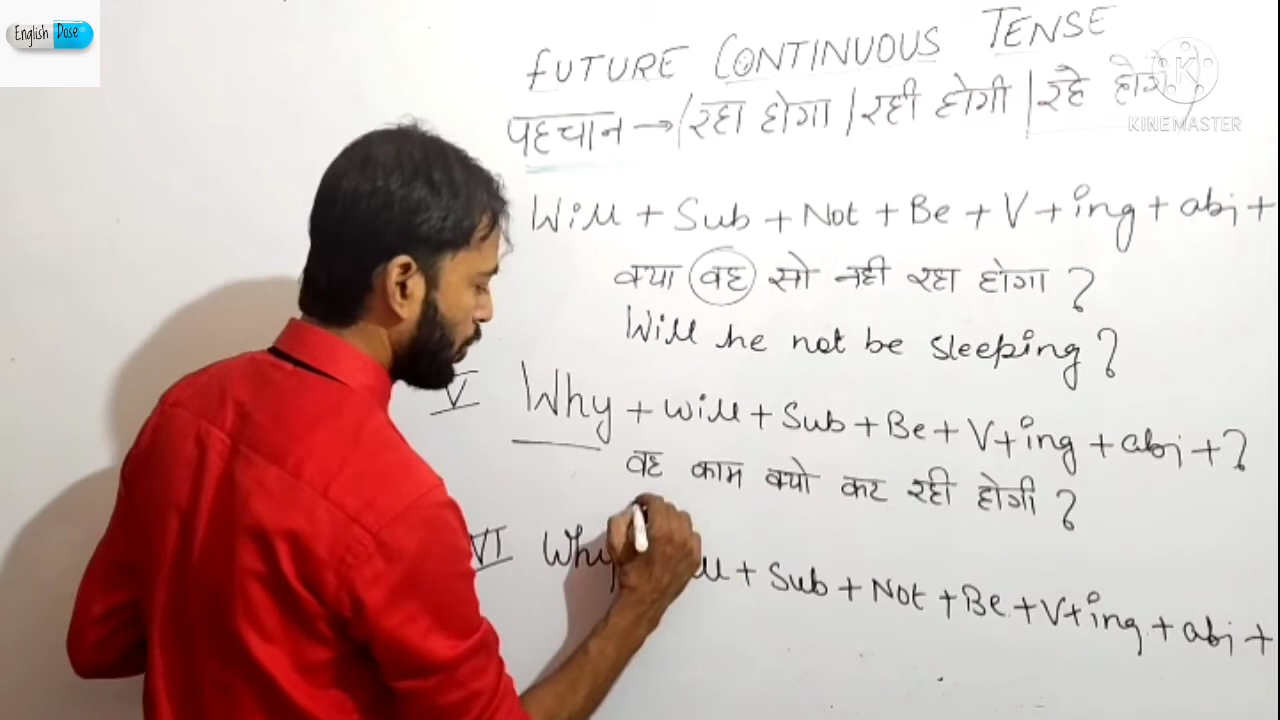 English Dose
FUTURE CONTINUOUS TENSE
पहचान → / रहा होगा / रही होगी / रहे होगे
KINEMASTER
Will + Sub + Not + Be + V + ing + obj +
क्या वह सो नही रहा होगा ?
Will he not be sleeping ?
V Why + will + Sub + Be + V + ing + obj + ?
वह काम क्यो कर रही होगी ?
VI Why + Sub + Not + Be + V + ing + obj +